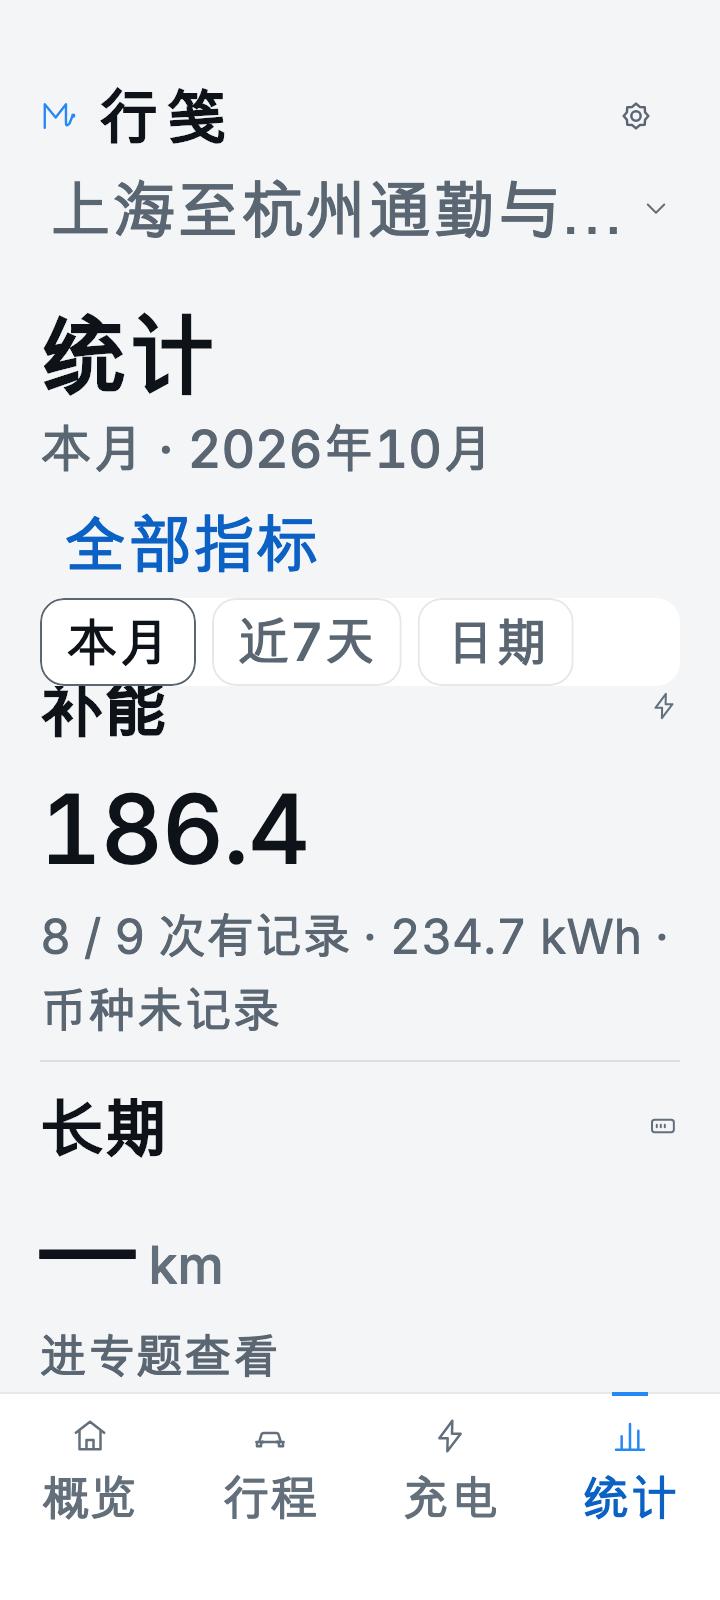 行笺
上海至杭州通勤与...
统计
本月 · 2026年10月
全部指标
本月 近7天 日期
补能
186.4
8 / 9 次有记录 · 234.7 kWh ·
币种未记录
长期
— km
进专题查看
概览 行程 充电 统计